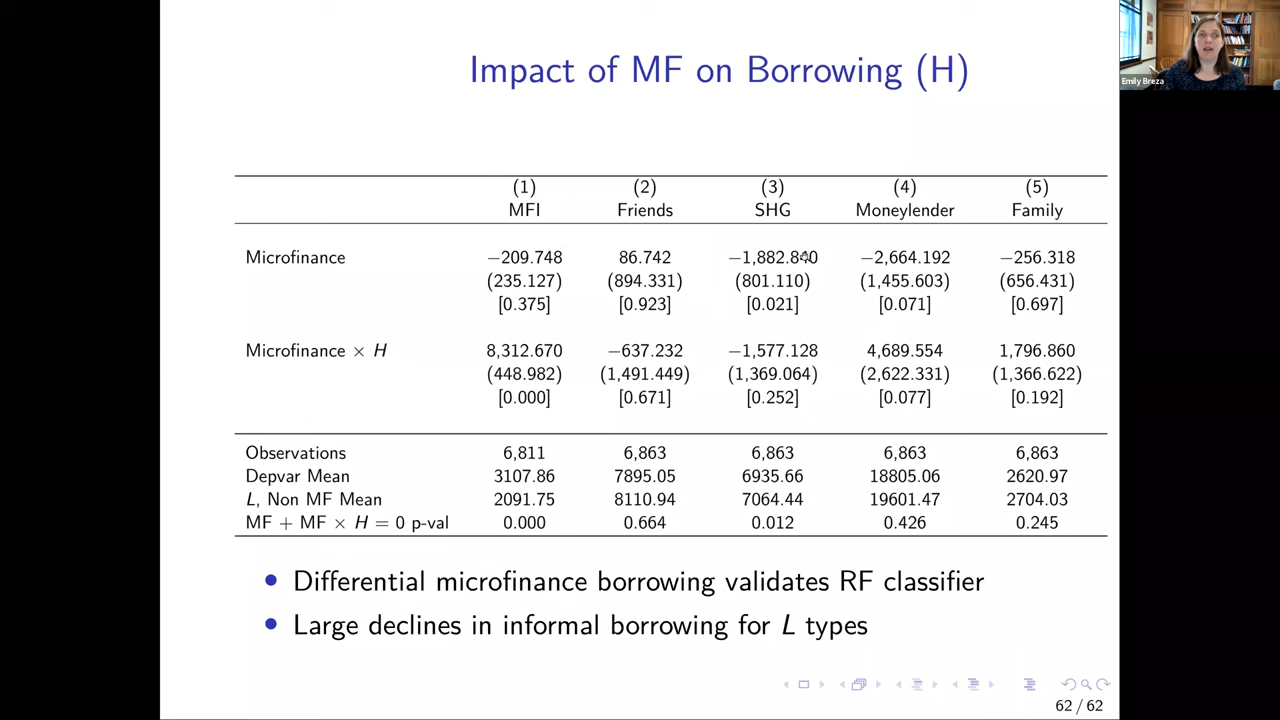 Impact of MF on Borrowing (H)
Emily Breza
(1) (2) (3) (4) (5)
MFI Friends SHG Moneylender Family
Microfinance −209.748 86.742 −1,882.840 −2,664.192 −256.318
(235.127) (894.331) (801.110) (1,455.603) (656.431)
[0.375] [0.923] [0.021] [0.071] [0.697]
Microfinance × H 8,312.670 −637.232 −1,577.128 4,689.554 1,796.860
(448.982) (1,491.449) (1,369.064) (2,622.331) (1,366.622)
[0.000] [0.671] [0.252] [0.077] [0.192]
Observations 6,811 6,863 6,863 6,863 6,863
Depvar Mean 3107.86 7895.05 6935.66 18805.06 2620.97
L, Non MF Mean 2091.75 8110.94 7064.44 19601.47 2704.03
MF + MF × H = 0 p-val 0.000 0.664 0.012 0.426 0.245
• Differential microfinance borrowing validates RF classifier
• Large declines in informal borrowing for L types
62 / 62